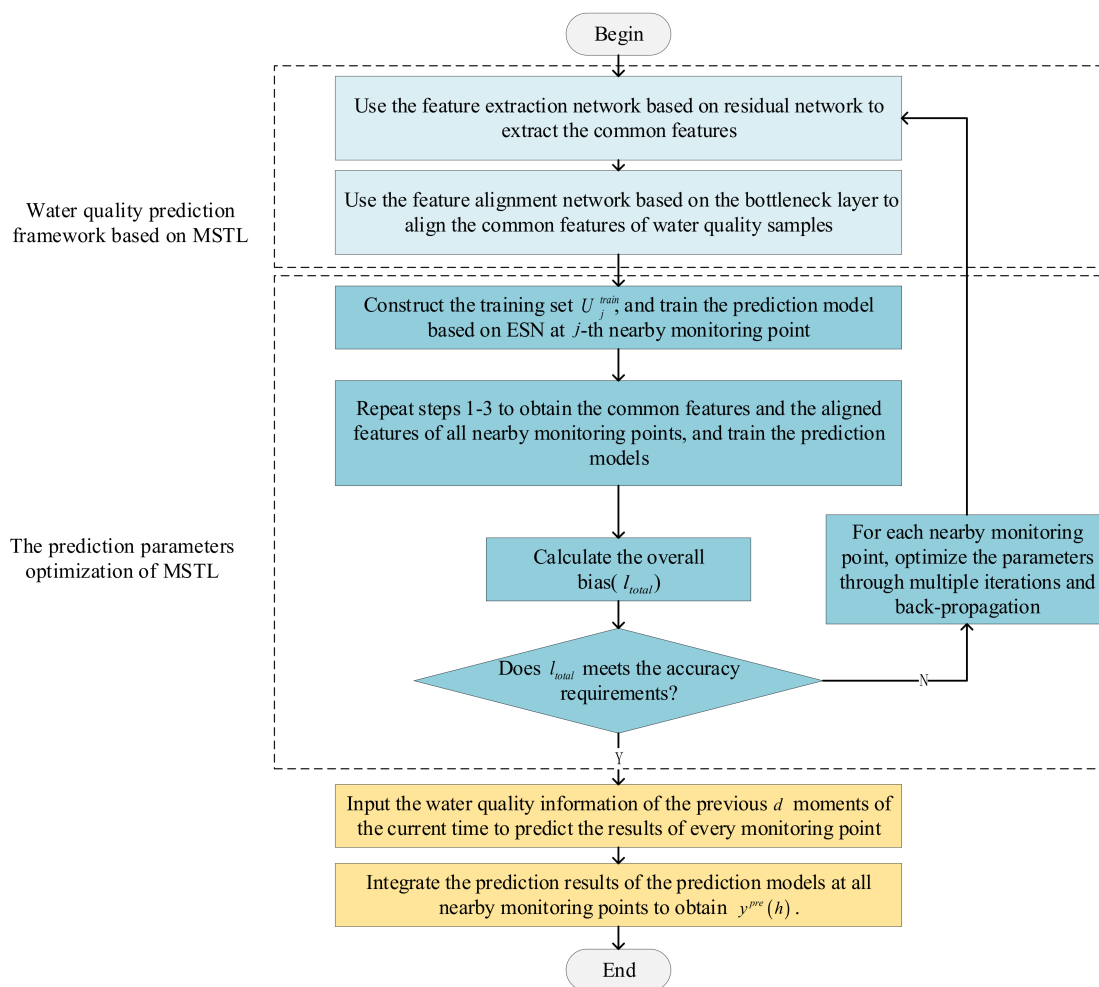 Begin
Use the feature extraction network based on residual network to
extract the common features
Use the feature alignment network based on the bottleneck layer to
align the common features of water quality samples
Water quality prediction
framework based on MSTL
Construct the training set U_j^{train}, and train the prediction model
based on ESN at j-th nearby monitoring point
Repeat steps 1-3 to obtain the common features and the aligned
features of all nearby monitoring points, and train the prediction
models
The prediction parameters
optimization of MSTL
Calculate the overall
bias( l_{total})
For each nearby monitoring
point, optimize the parameters
through multiple iterations and
back-propagation
Does l_{total} meets the accuracy
requirements?
N
Y
Input the water quality information of the previous d moments of
the current time to predict the results of every monitoring point
Integrate the prediction results of the prediction models at all
nearby monitoring points to obtain y^{pre}(h).
End